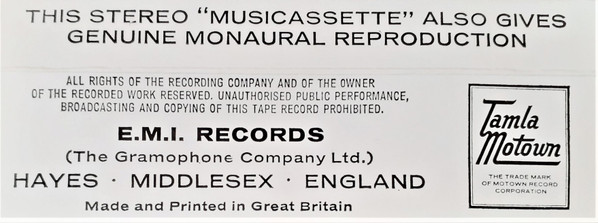 THIS STEREO “MUSICASSETTE” ALSO GIVES
GENUINE MONAURAL REPRODUCTION
ALL RIGHTS OF THE RECORDING COMPANY AND OF THE OWNER
OF THE RECORDED WORK RESERVED. UNAUTHORISED PUBLIC PERFORMANCE,
BROADCASTING AND COPYING OF THIS TAPE RECORD PROHIBITED.
E.M.I. RECORDS
(The Gramophone Company Ltd.)
HAYES · MIDDLESEX · ENGLAND
Made and Printed in Great Britain
Tamla
Motown
THE TRADE MARK
OF MOTOWN RECORD
CORPORATION